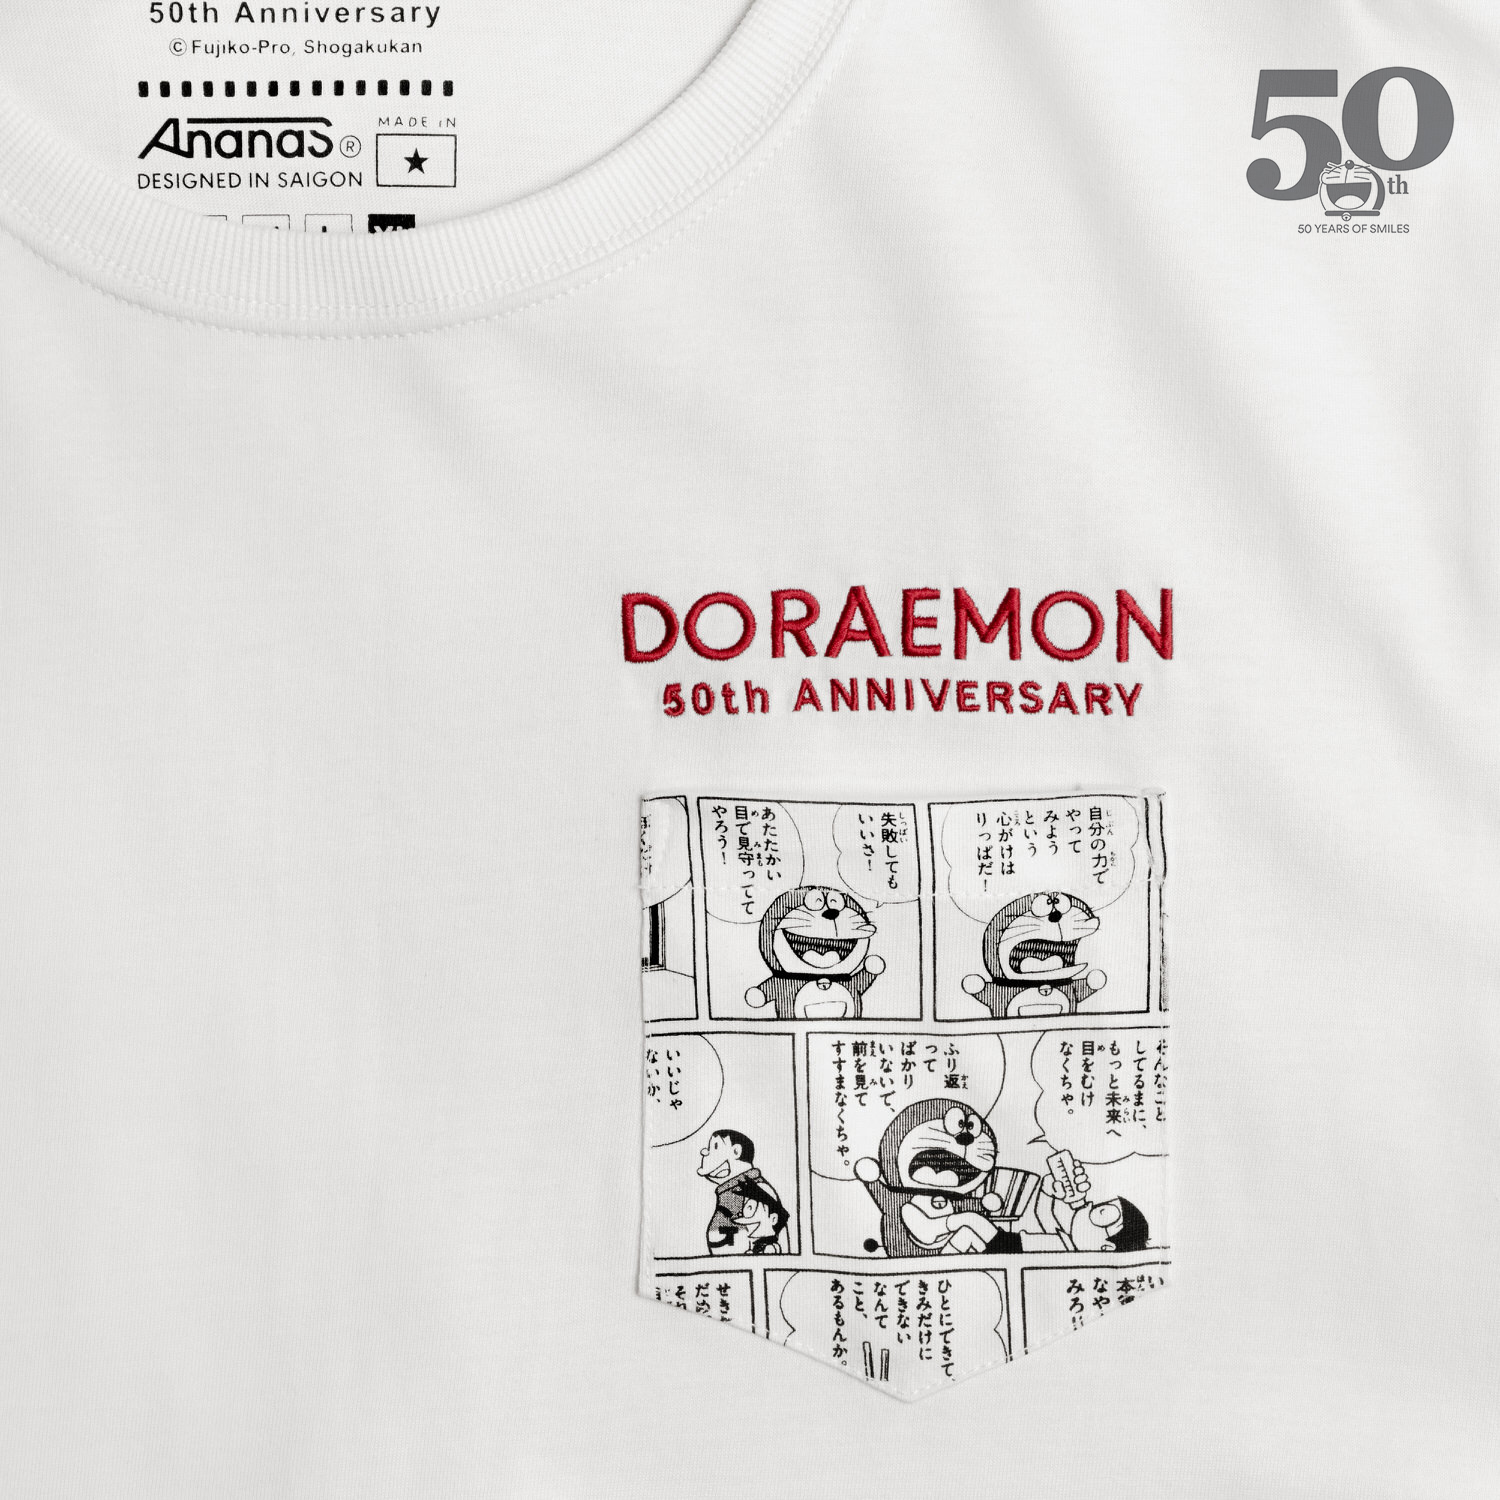 50th Anniversary
©Fujiko-Pro, Shogakukan
Ananas®
DESIGNED IN SAIGON
MADE IN
50th
50 YEARS OF SMILES
DORAEMON
50th ANNIVERSARY
自分の力で
やって
みよう
という
心がけは
りっぱだ！
失敗しても
いいさ！
あたたかい
目で見守ってて
やろう！
そんなこと
してるまに、
もっと未来へ
目をむけ
なくちゃ。
ふり返
って
ばかり
いないで、
前を見て
すすまなくちゃ。
いいじゃ
ないか、
ひとにできて、
きみだけに
できない
なんて
こと、
あるもんか。